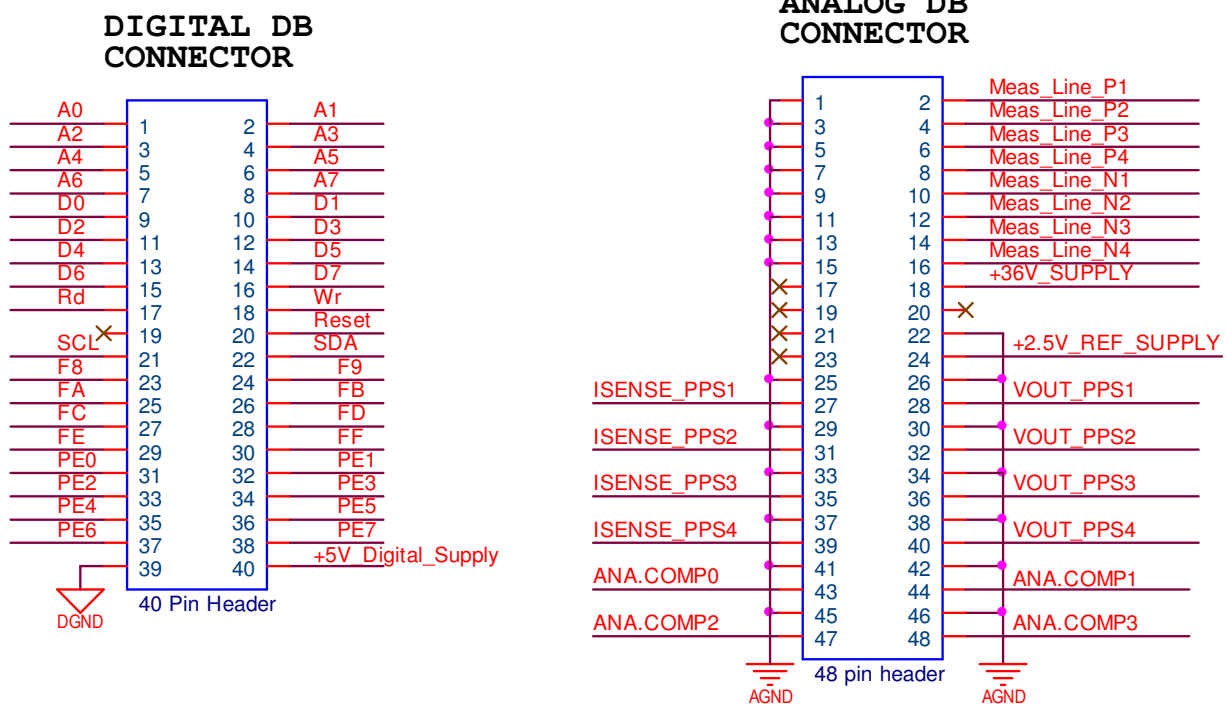 DIGITAL DB
CONNECTOR
A0 1 2 A1
A2 3 4 A3
A4 5 6 A5
A6 7 8 A7
D0 9 10 D1
D2 11 12 D3
D4 13 14 D5
D6 15 16 D7
Rd 17 18 Wr
19 20 Reset
SCL 21 22 SDA
F8 23 24 F9
FA 25 26 FB
FC 27 28 FD
FE 29 30 FF
PE0 31 32 PE1
PE2 33 34 PE3
PE4 35 36 PE5
PE6 37 38 PE7
39 40 +5V_Digital_Supply
DGND
40 Pin Header
ANALOG DB
CONNECTOR
1 2 Meas_Line_P1
3 4 Meas_Line_P2
5 6 Meas_Line_P3
7 8 Meas_Line_P4
9 10 Meas_Line_N1
11 12 Meas_Line_N2
13 14 Meas_Line_N3
15 16 Meas_Line_N4
17 18 +36V_SUPPLY
19 20
21 22
23 24 +2.5V_REF_SUPPLY
25 26
ISENSE_PPS1 27 28 VOUT_PPS1
29 30
ISENSE_PPS2 31 32 VOUT_PPS2
33 34
ISENSE_PPS3 35 36 VOUT_PPS3
37 38
ISENSE_PPS4 39 40 VOUT_PPS4
41 42
ANA.COMP0 43 44 ANA.COMP1
45 46
ANA.COMP2 47 48 ANA.COMP3
48 pin header
AGND AGND